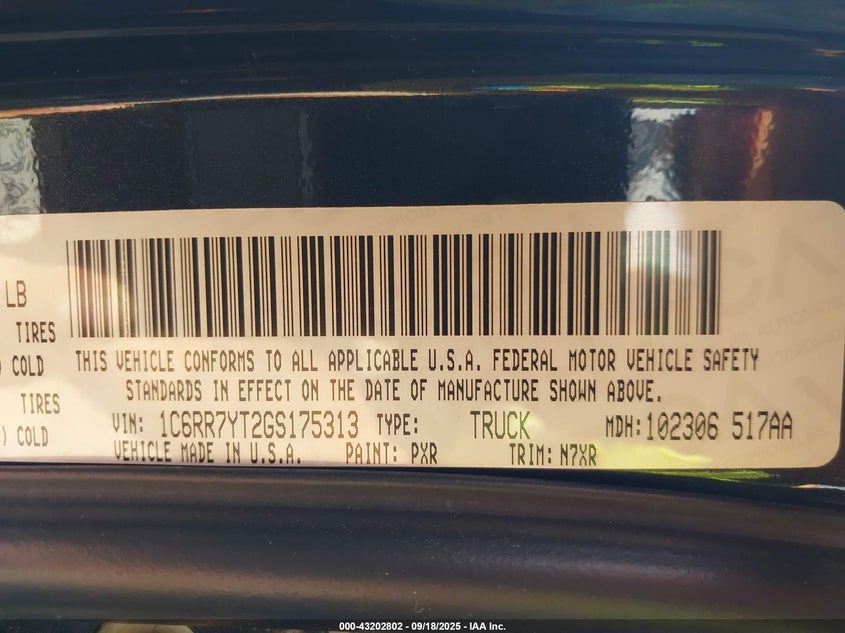 LB
TIRES
) COLD
TIRES
) COLD
THIS VEHICLE CONFORMS TO ALL APPLICABLE U.S.A. FEDERAL MOTOR VEHICLE SAFETY
STANDARDS IN EFFECT ON THE DATE OF MANUFACTURE SHOWN ABOVE.
VIN: 1C6RR7YT2GS175313 TYPE: TRUCK MDH:102306 517AA
VEHICLE MADE IN U.S.A. PAINT: PXR TRIM: N7XR
000-43202802 - 09/18/2025 - IAA Inc.